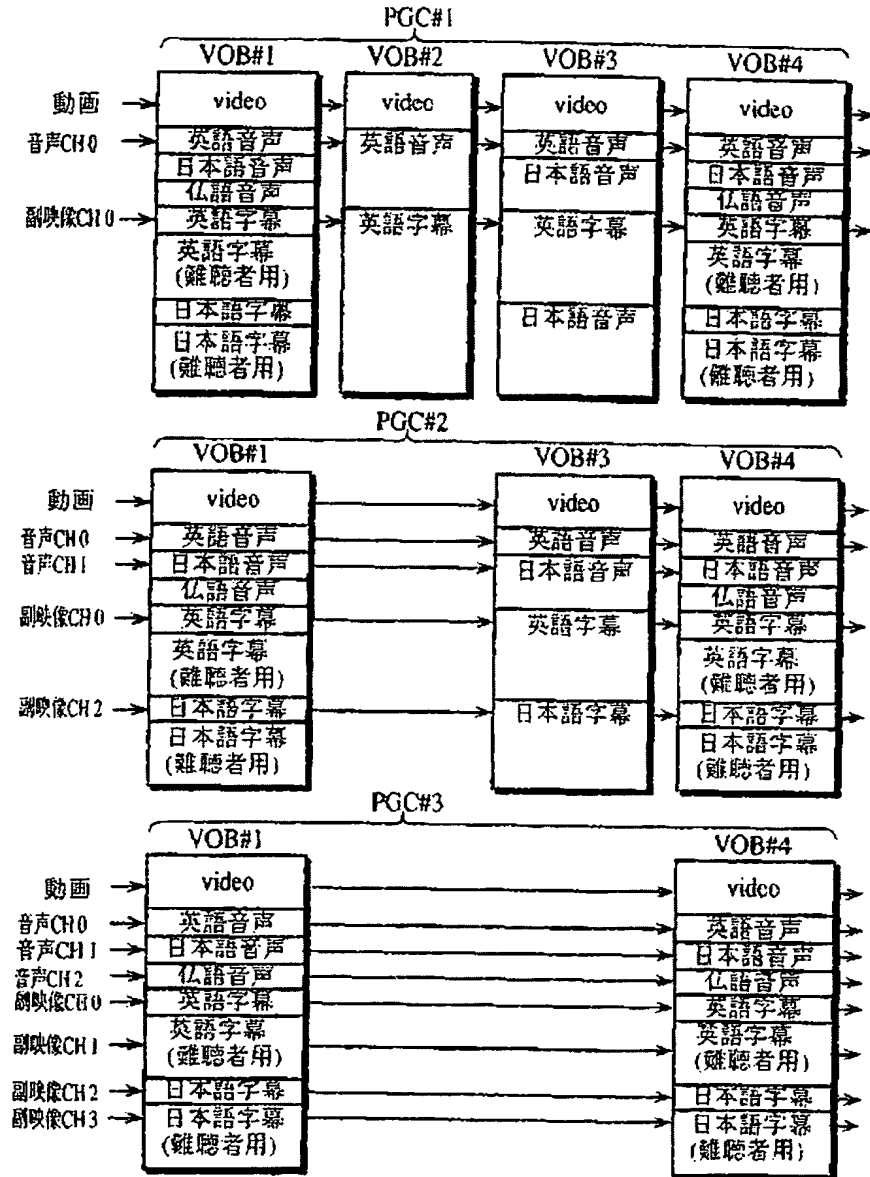 PGC#1
VOB#1 VOB#2 VOB#3 VOB#4
動画 video video video video
音声CH0 英語音声 英語音声 英語音声 英語音声
日本語音声 日本語音声 日本語音声
仏語音声 仏語音声
副映像CH0 英語字幕 英語字幕 英語字幕 英語字幕
英語字幕 英語字幕
(難聴者用) (難聴者用)
日本語字幕 日本語音声 日本語字幕
日本語字幕 日本語字幕
(難聴者用) (難聴者用)
PGC#2
VOB#1 VOB#3 VOB#4
動画 video video video
音声CH0 英語音声 英語音声 英語音声
音声CH1 日本語音声 日本語音声 日本語音声
仏語音声 仏語音声
副映像CH0 英語字幕 英語字幕 英語字幕
英語字幕 英語字幕
(難聴者用) (難聴者用)
副映像CH2 日本語字幕 日本語字幕 日本語字幕
日本語字幕 日本語字幕
(難聴者用) (難聴者用)
PGC#3
VOB#1 VOB#4
動画 video video
音声CH0 英語音声 英語音声
音声CH1 日本語音声 日本語音声
音声CH2 仏語音声 仏語音声
副映像CH0 英語字幕 英語字幕
副映像CH1 英語字幕 英語字幕
(難聴者用) (難聴者用)
副映像CH2 日本語字幕 日本語字幕
副映像CH3 日本語字幕 日本語字幕
(難聴者用) (難聴者用)